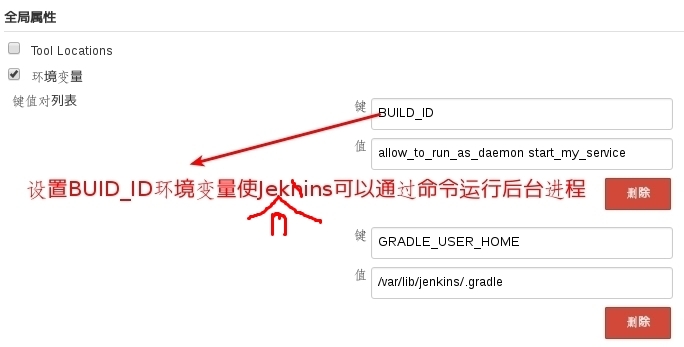 全局属性
Tool Locations
环境变量
键值对列表
键
BUILD_ID
值
allow_to_run_as_daemon start_my_service
设置BUID_ID环境变量使Jekhins可以通过命令运行后台进程
n
删除
键
GRADLE_USER_HOME
值
/var/lib/jenkins/.gradle
删除